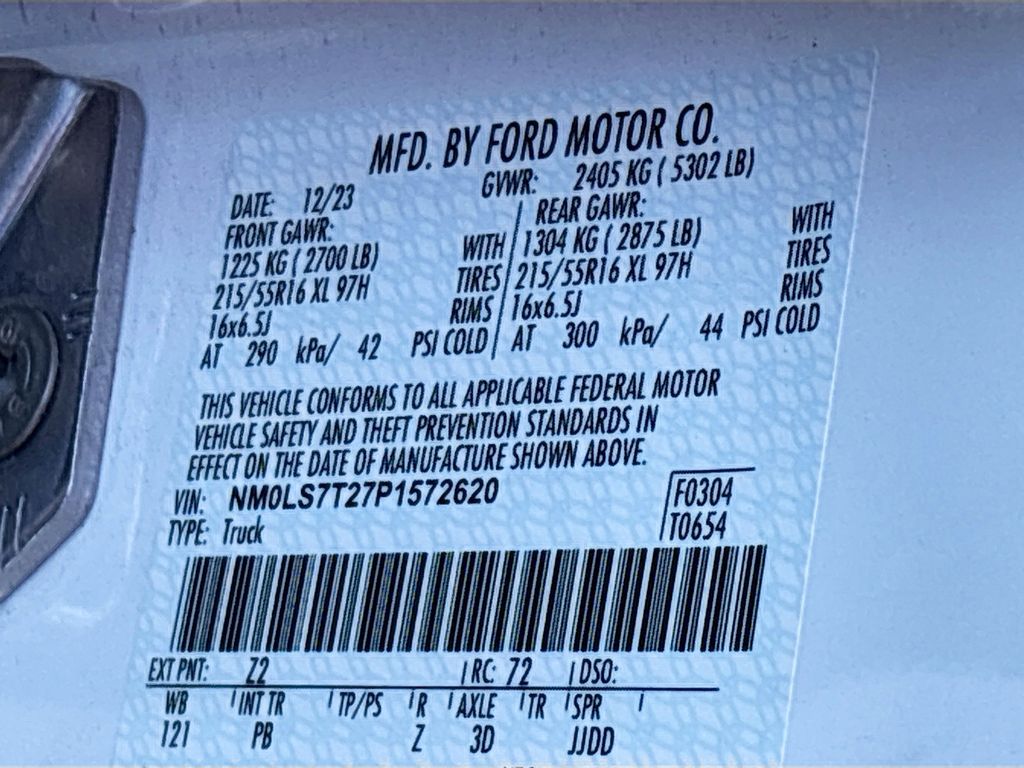 MFD. BY FORD MOTOR CO.
DATE: 12/23 GVWR: 2405 KG ( 5302 LB)
FRONT GAWR: REAR GAWR:
1225 KG ( 2700 LB) WITH 1304 KG ( 2875 LB) WITH
215/55R16 XL 97H TIRES 215/55R16 XL 97H TIRES
16x6.5J RIMS 16x6.5J RIMS
AT 290 kPa/ 42 PSI COLD AT 300 kPa/ 44 PSI COLD
THIS VEHICLE CONFORMS TO ALL APPLICABLE FEDERAL MOTOR
VEHICLE SAFETY AND THEFT PREVENTION STANDARDS IN
EFFECT ON THE DATE OF MANUFACTURE SHOWN ABOVE.
VIN: NM0LS7T27P1572620 F0304
TYPE: Truck T0654
EXT PNT: Z2 RC: 72 DSO:
WB INT TR TP/PS R AXLE TR SPR
121 PB Z 3D JJDD